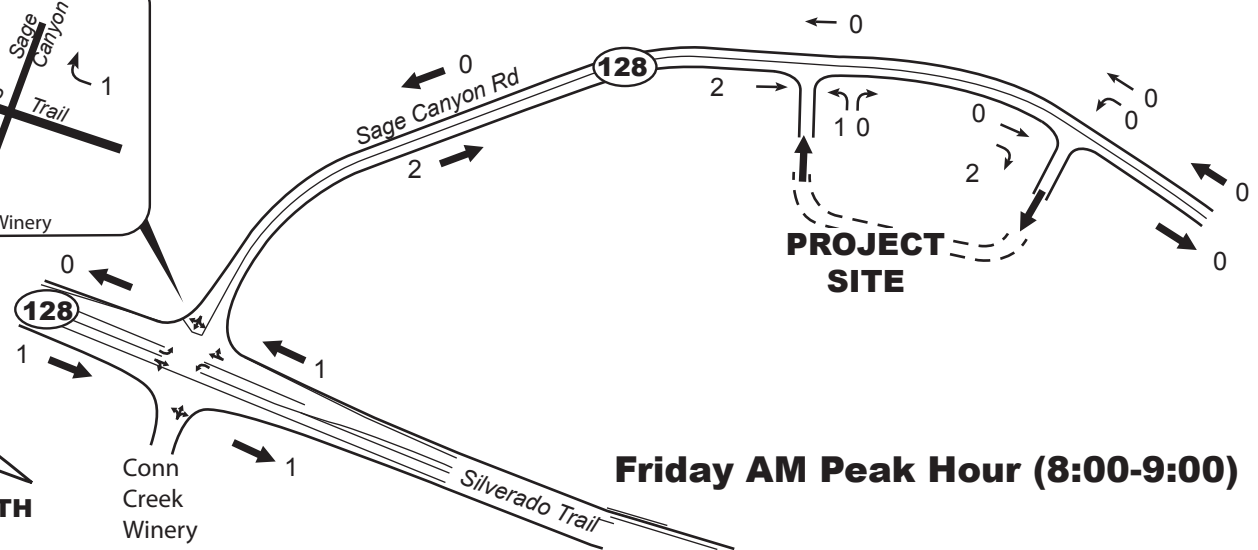 Sage
Canyon
1
Trail
Winery
0
128
2
0
1 0
0
2
0
0
0
0
0
Sage Canyon Rd
2
PROJECT
SITE
0
128
1
1
1
Conn
Creek
Winery
Silverado Trail
Friday AM Peak Hour (8:00-9:00)
TH